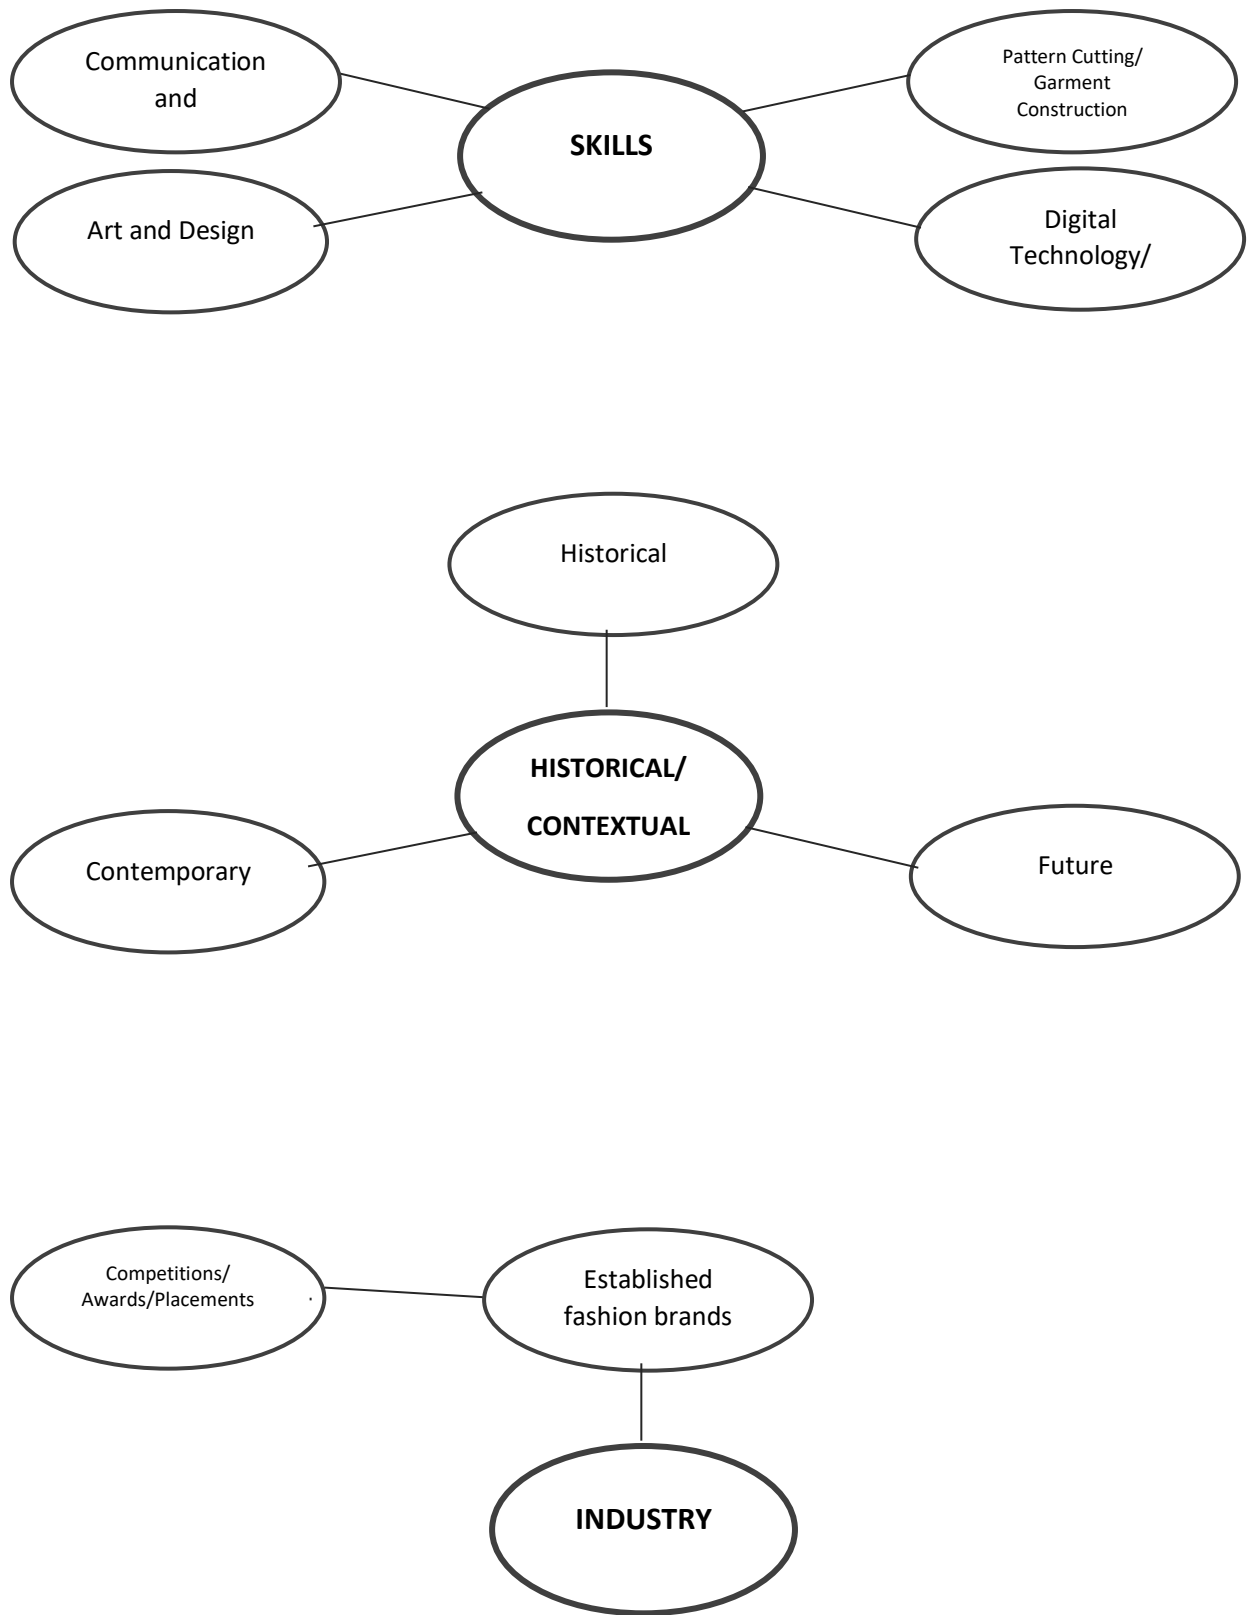 Communication
and
Pattern Cutting/
Garment
Construction
SKILLS
Art and Design
Digital
Technology/
Historical
HISTORICAL/
CONTEXTUAL
Contemporary
Future
Competitions/
Awards/Placements
Established
fashion brands
INDUSTRY